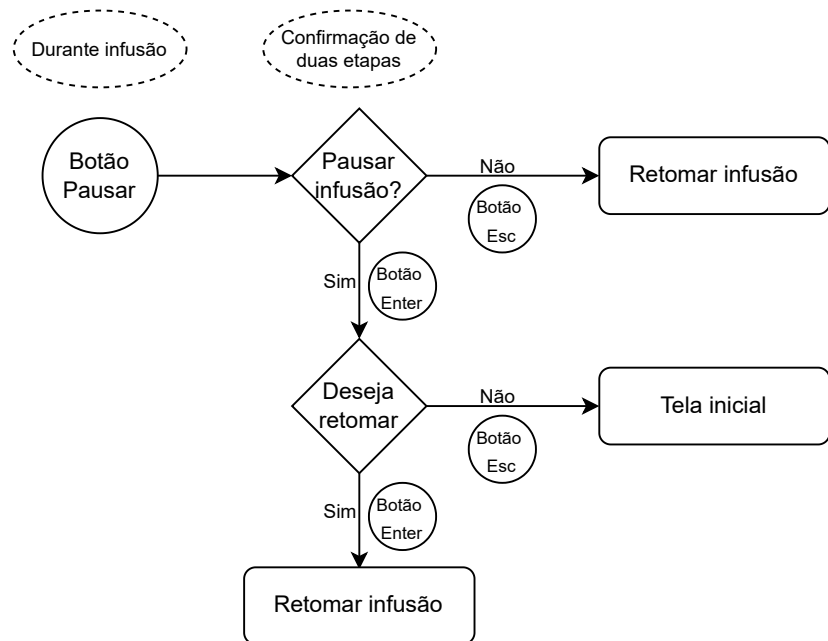 Durante infusão
Confirmação de
duas etapas
Botão
Pausar
Pausar
infusão?
Não
Botão
Esc
Retomar infusão
Sim
Botão
Enter
Deseja
retomar
Não
Botão
Esc
Tela inicial
Sim
Botão
Enter
Retomar infusão